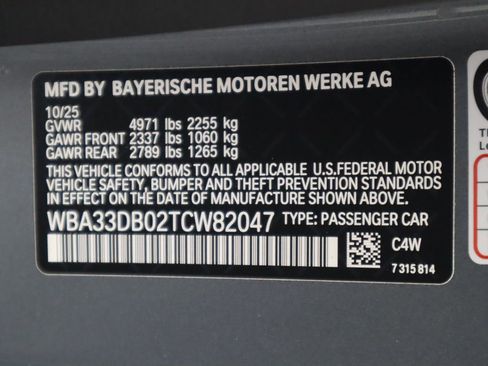 MFD BY BAYERISCHE MOTOREN WERKE AG
10/25
GVWR 4971 lbs 2255 kg
GAWR FRONT 2337 lbs 1060 kg
GAWR REAR 2789 lbs 1265 kg
THIS VEHICLE CONFORMS TO ALL APPLICABLE U.S.FEDERAL MOTOR
VEHICLE SAFETY, BUMPER AND THEFT PREVENTION STANDARDS
IN EFFECT ON THE DATE OF MANUFACTURE SHOWN ABOVE.
WBA33DB02TCW82047 TYPE: PASSENGER CAR
C4W
7 315 814